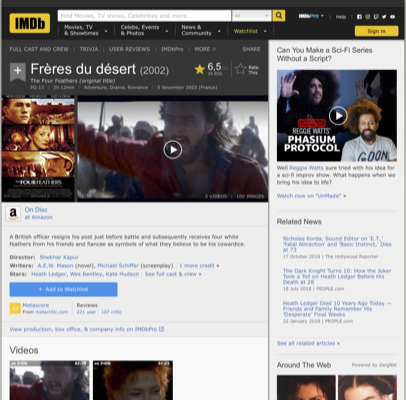 IMDb
Find Movies, TV shows, Celebrities and more...
All
IMDbPro
Help
Movies, TV & Showtimes
Celebs, Events & Photos
News & Community
Watchlist
Sign in
FULL CAST AND CREW | TRIVIA | USER REVIEWS | IMDbPro | MORE
SHARE
Frères du désert (2002)
The Four Feathers (original title)
PG-13 | 2h 12min | Adventure, Drama, Romance | 5 November 2003 (France)
6,5
Rate This
THE FOUR FEATHERS
2 VIDEOS | 100 IMAGES
On Disc
at Amazon
A British officer resigns his post just before battle and subsequently receives four white
feathers from his friends and fiancee as symbols of what they believe to be his cowardice.
Director: Shekhar Kapur
Writers: A.E.W. Mason (novel), Michael Schiffer (screenplay) | 1 more credit »
Stars: Heath Ledger, Wes Bentley, Kate Hudson | See full cast & crew »
+ Add to Watchlist
Metascore
From metacritic.com
Reviews
221 user | 107 critic
View production, box office, & company info on IMDbPro
Videos
Can You Make a Sci-Fi Series
Without a Script?
REGGIE WATTS'
PHASIUM
PROTOCOL
Well Reggie Watts sure tried with his idea
for a sci-fi improv show. What happens when we
bring his idea to life?
Watch now on "UnMade" »
Related News
Nicholas Korda, Sound Editor on 'E.T.,'
'Fatal Attraction' and 'Basic Instinct,' Dies
at 73
17 October 2018 | The Hollywood Reporter
The Dark Knight Turns 10: How the Joker
Took a Toll on Heath Ledger Before His
Death at 28
18 July 2018 | PEOPLE.com
Heath Ledger Died 10 Years Ago Today —
Friends and Family Remember His
'Desperate' Final Weeks
22 January 2018 | PEOPLE.com
See all related articles »
Around The Web
Powered by ZergNet